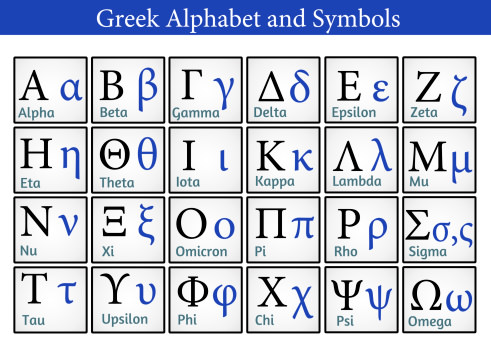 Greek Alphabet and Symbols
Α α Β β Γ γ Δ δ Ε ε Ζ ζ
Alpha Beta Gamma Delta Epsilon Zeta
Η η Θ θ Ι ι Κ κ Λ λ Μ μ
Eta Theta Iota Kappa Lambda Mu
Ν ν Ξ ξ Ο ο Π π Ρ ρ Σ σ,ς
Nu Xi Omicron Pi Rho Sigma
Τ τ ϒ υ Φ φ Χ χ Ψ ψ Ω ω
Tau Upsilon Phi Chi Psi Omega